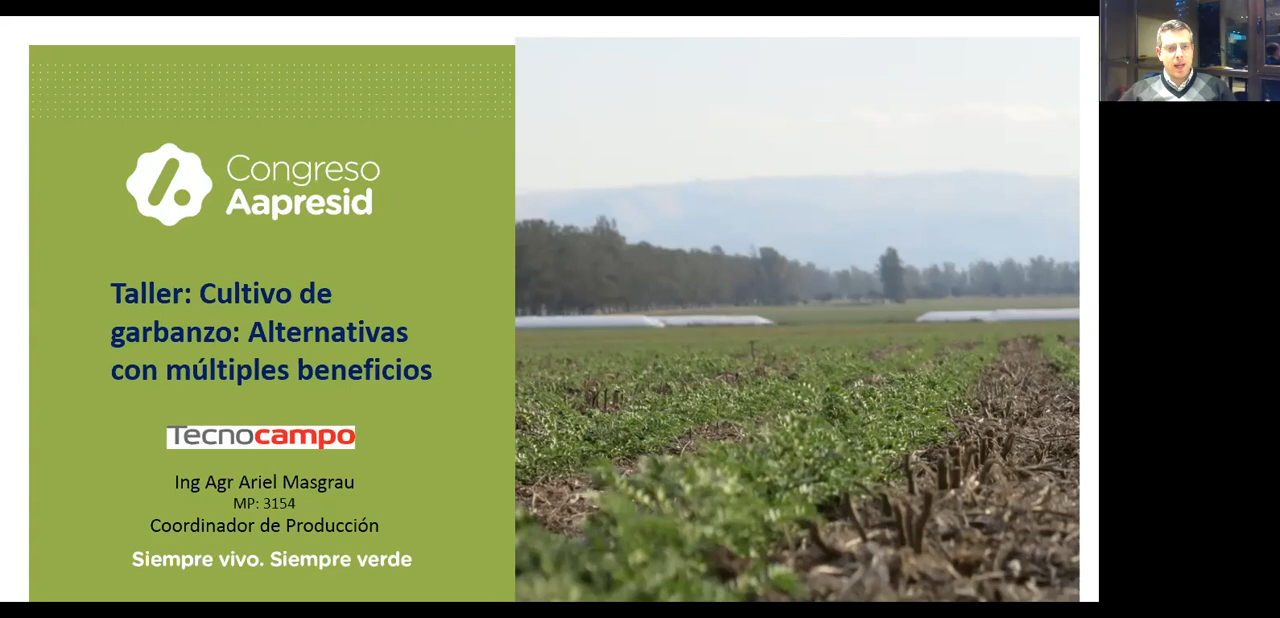 Congreso
Aapresid
Taller: Cultivo de
garbanzo: Alternativas
con múltiples beneficios
Tecnocampo
Ing Agr Ariel Masgrau
MP: 3154
Coordinador de Producción
Siempre vivo. Siempre verde